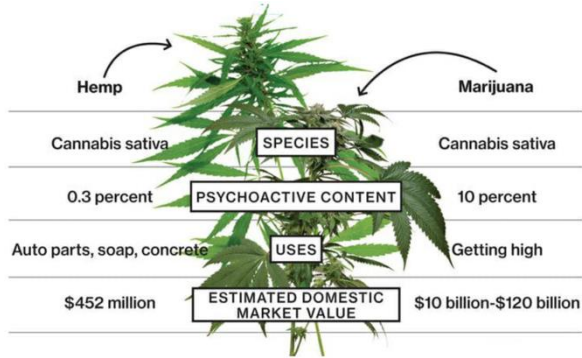 Hemp Marijuana
Cannabis sativa SPECIES Cannabis sativa
0.3 percent PSYCHOACTIVE CONTENT 10 percent
Auto parts, soap, concrete USES Getting high
$452 million ESTIMATED DOMESTIC MARKET VALUE $10 billion-$120 billion